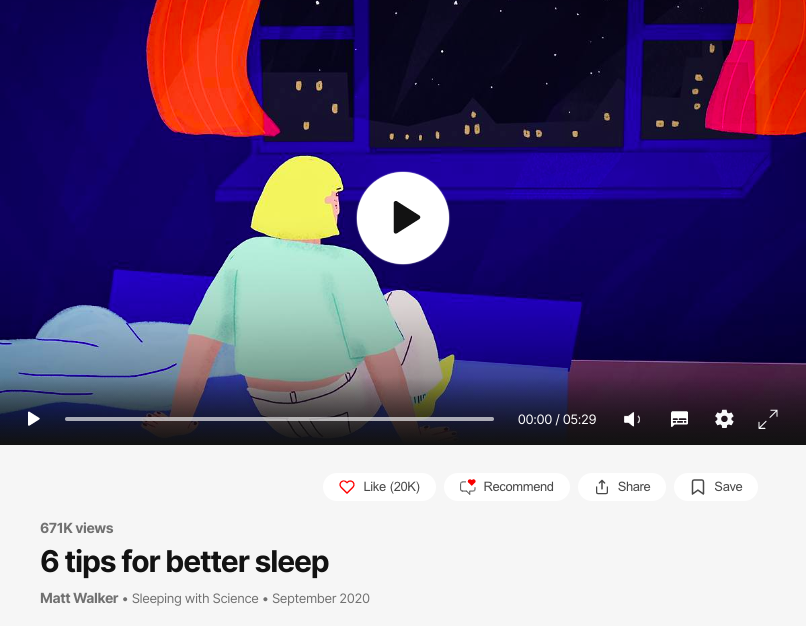 00:00 / 05:29
Like (20K) Recommend Share Save
671K views
6 tips for better sleep
Matt Walker • Sleeping with Science • September 2020